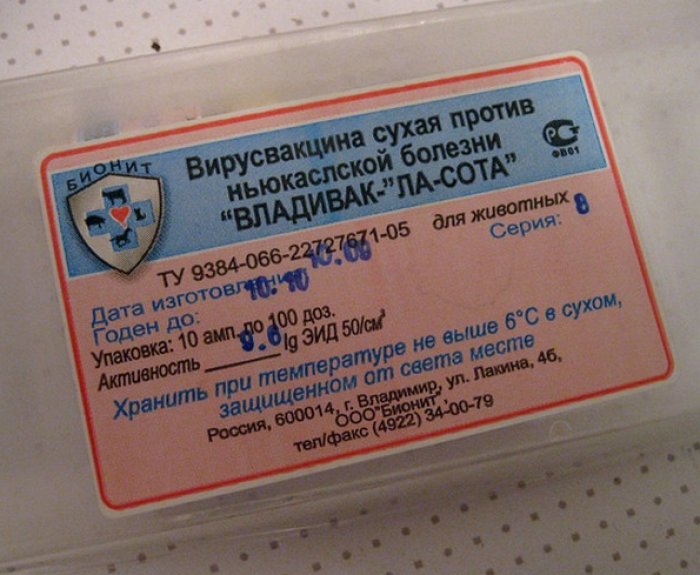 БИОНИТ
Вирусвакцина сухая против
ньюкаслской болезни
"ВЛАДИВАК-"ЛА-СОТА"
ФВ01
ТУ 9384-066-22727671-05 для животных
Дата изготовления 10.09 Серия: 8
Годен до: 10.10
Упаковка: 10 амп. по 100 доз.
Активность 9.6 lg ЭИД 50/см³
Хранить при температуре не выше 6°С в сухом,
защищенном от света месте
Россия, 600014, г. Владимир, ул. Лакина, 4б,
ООО"Бионит",
тел/факс (4922) 34-00-79